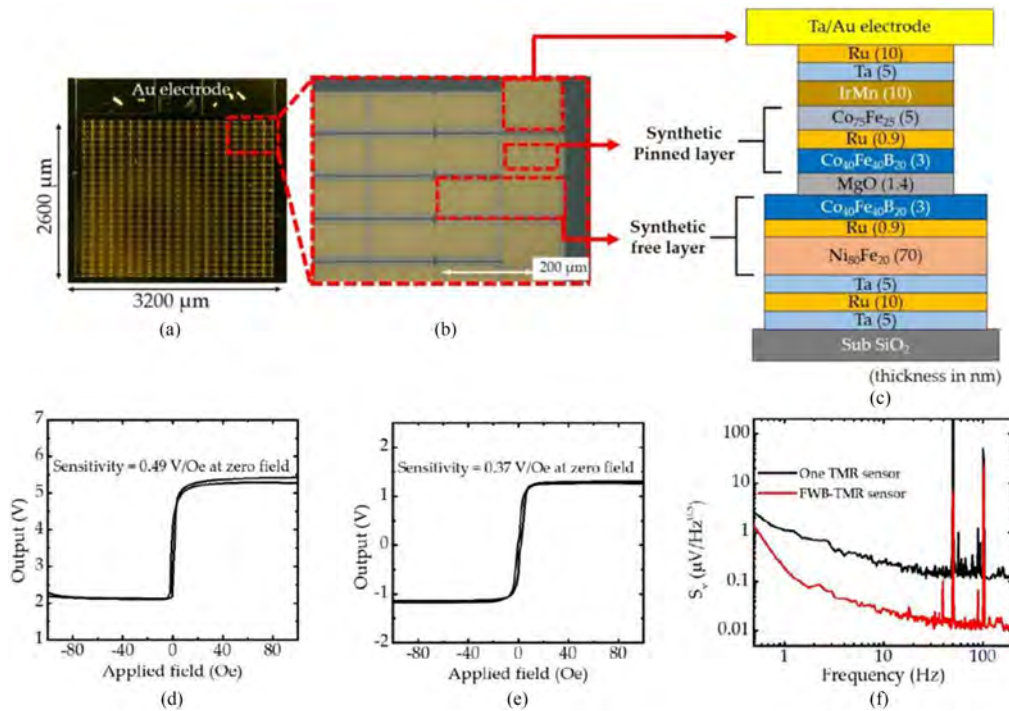 Au electrode
2600 µm
3200 µm
(a)
200 µm
(b)
Synthetic
Pinned layer
Synthetic
free layer
Ta/Au electrode
Ru (10)
Ta (5)
IrMn (10)
Co₇₅Fe₂₅ (5)
Ru (0.9)
Co₄₀Fe₄₀B₂₀ (3)
MgO (1.4)
Co₄₀Fe₄₀B₂₀ (3)
Ru (0.9)
Ni₈₀Fe₂₀ (70)
Ta (5)
Ru (10)
Ta (5)
Sub SiO₂
(thickness in nm)
(c)
7
6
5
4
3
2
1
Output (V)
Sensitivity = 0.49 V/Oe at zero field
-80 -40 0 40 80
Applied field (Oe)
(d)
2
1
0
-1
-2
Output (V)
Sensitivity = 0.37 V/Oe at zero field
-80 -40 0 40 80
Applied field (Oe)
(e)
100
10
1
0.1
0.01
Sᵥ (µV/Hz⁰·⁵)
One TMR sensor
FWB-TMR sensor
1 10 100
Frequency (Hz)
(f)